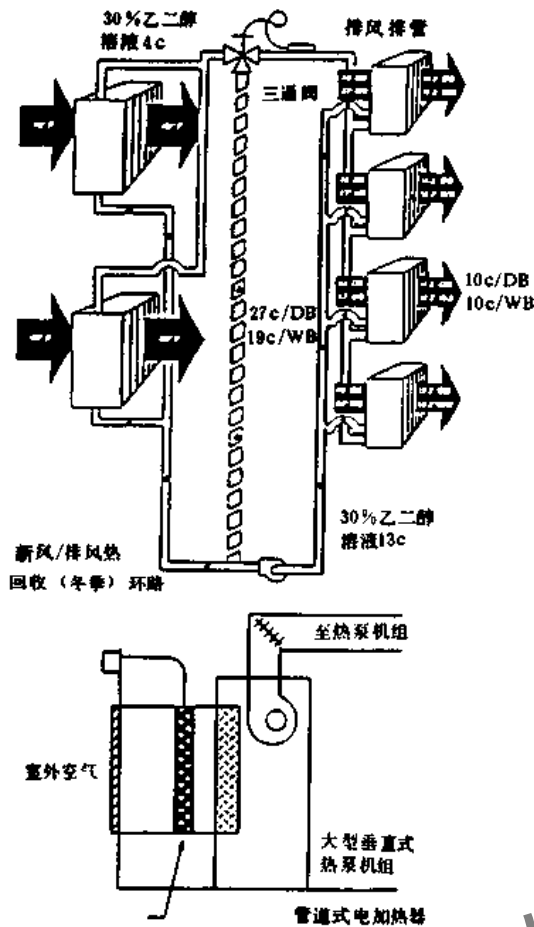 30%乙二醇
溶液4c
排风排管
三通阀
27c/DB
19c/WB
10c/DB
10c/WB
30%乙二醇
溶液13c
新风/排风热
回收（冬季）环路
至热泵机组
室外空气
大型垂直式
热泵机组
管道式电加热器